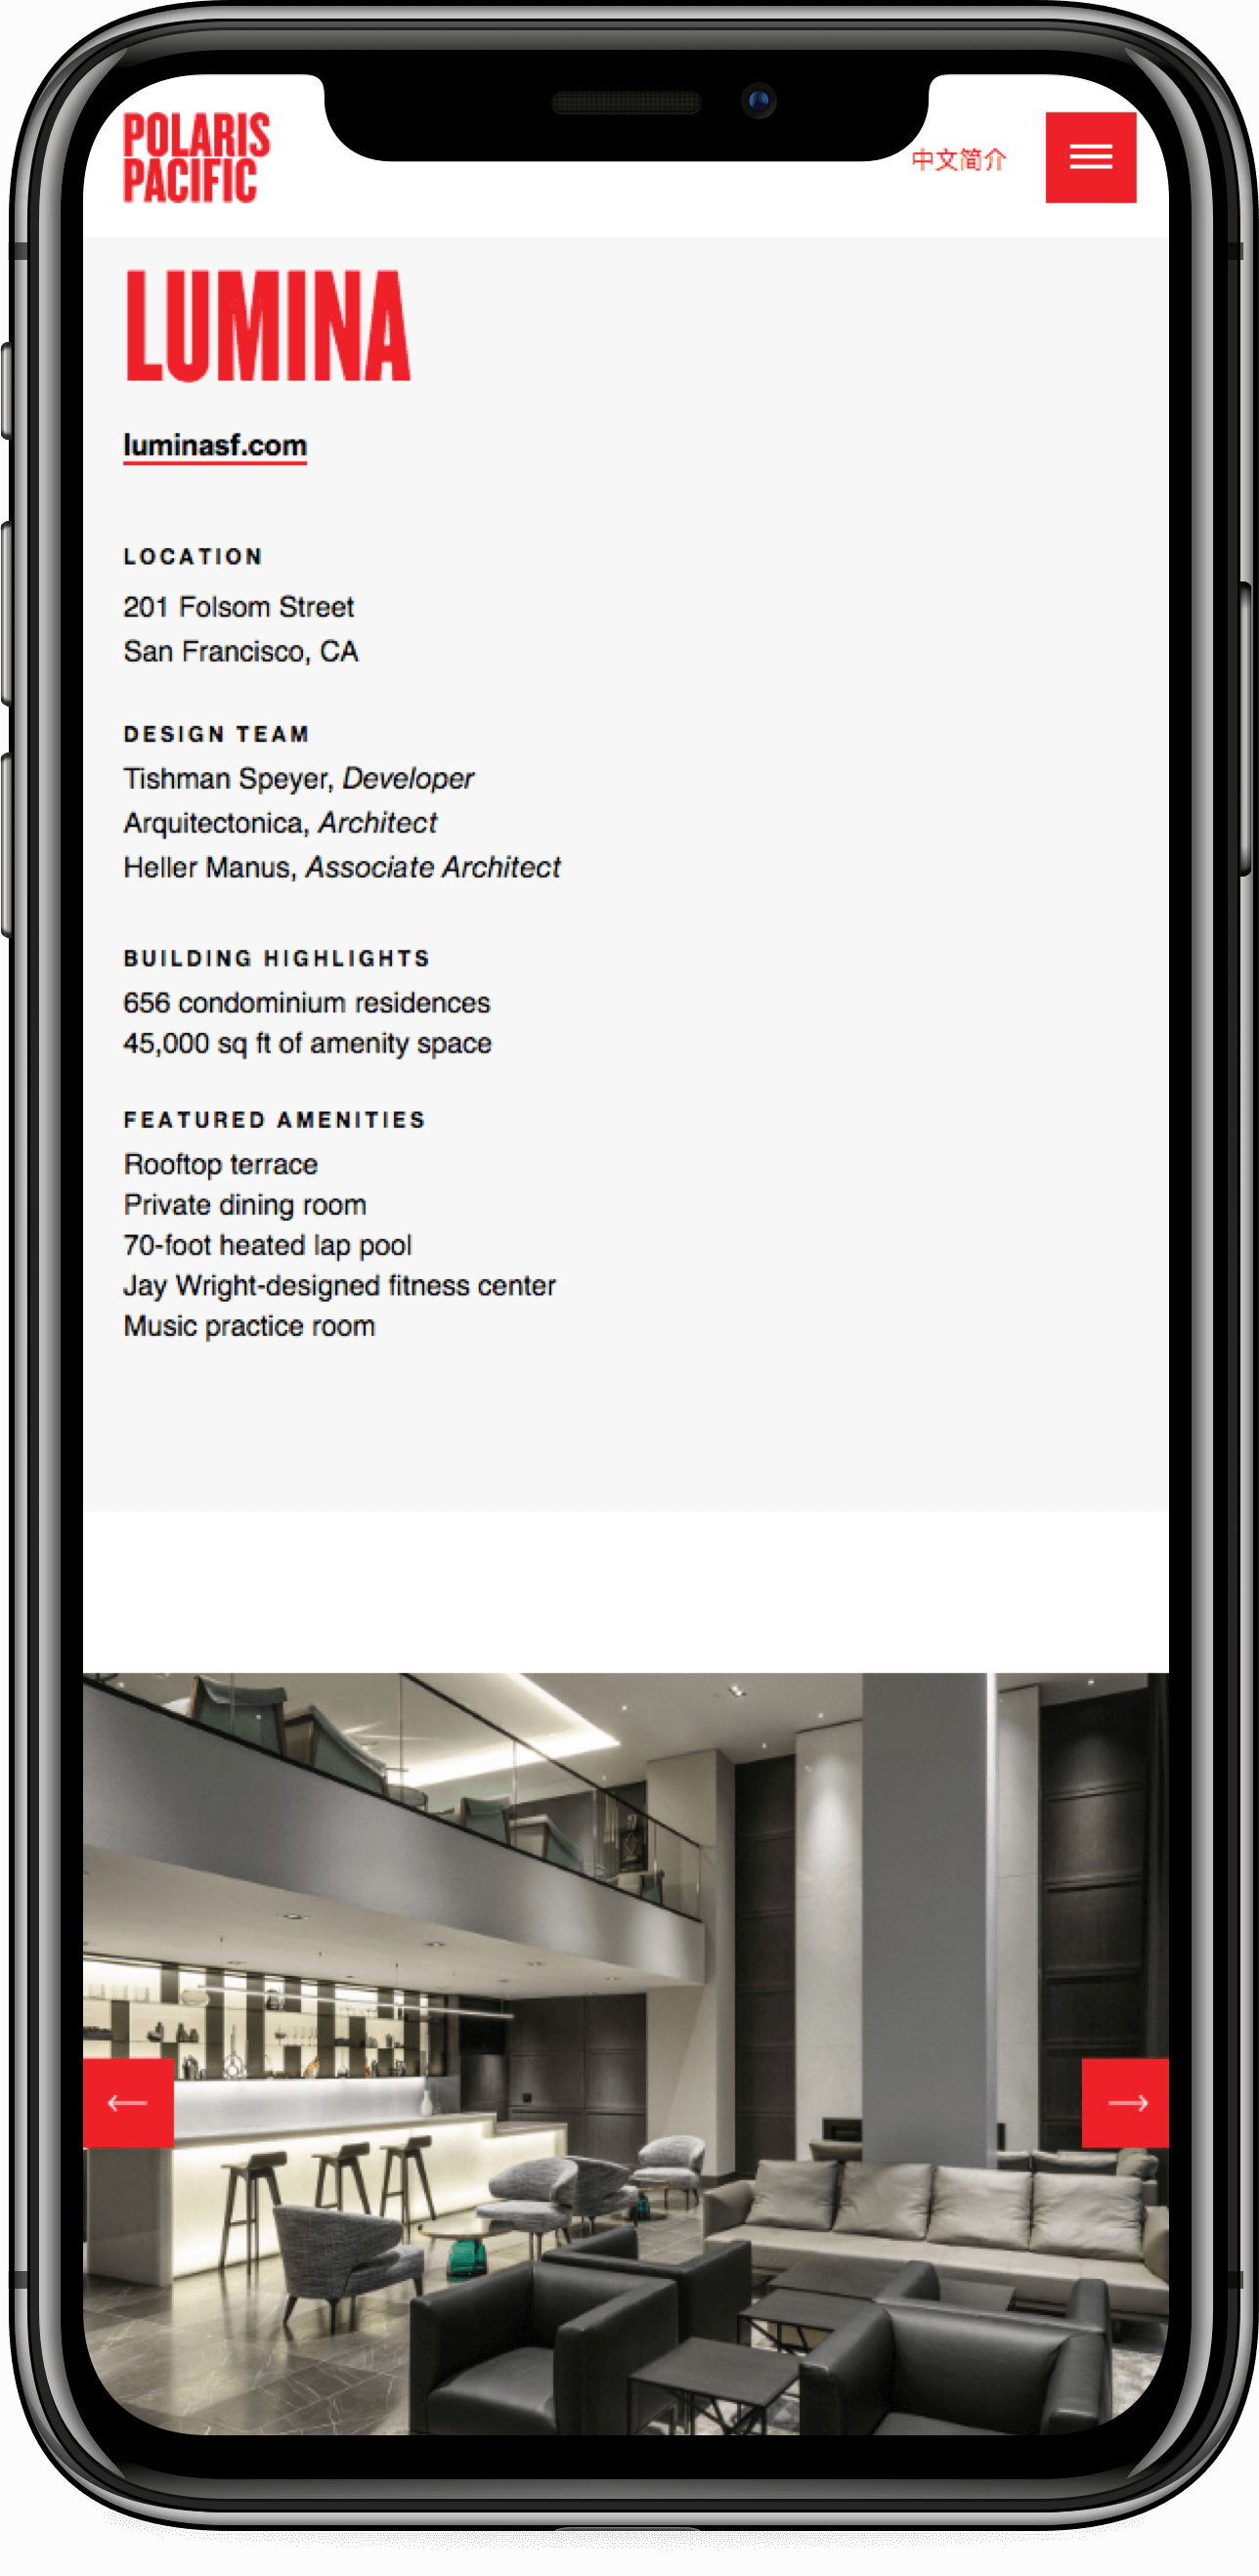 POLARIS
PACIFIC
中文简介
LUMINA
luminasf.com
LOCATION
201 Folsom Street
San Francisco, CA
DESIGN TEAM
Tishman Speyer, Developer
Arquitectonica, Architect
Heller Manus, Associate Architect
BUILDING HIGHLIGHTS
656 condominium residences
45,000 sq ft of amenity space
FEATURED AMENITIES
Rooftop terrace
Private dining room
70-foot heated lap pool
Jay Wright-designed fitness center
Music practice room